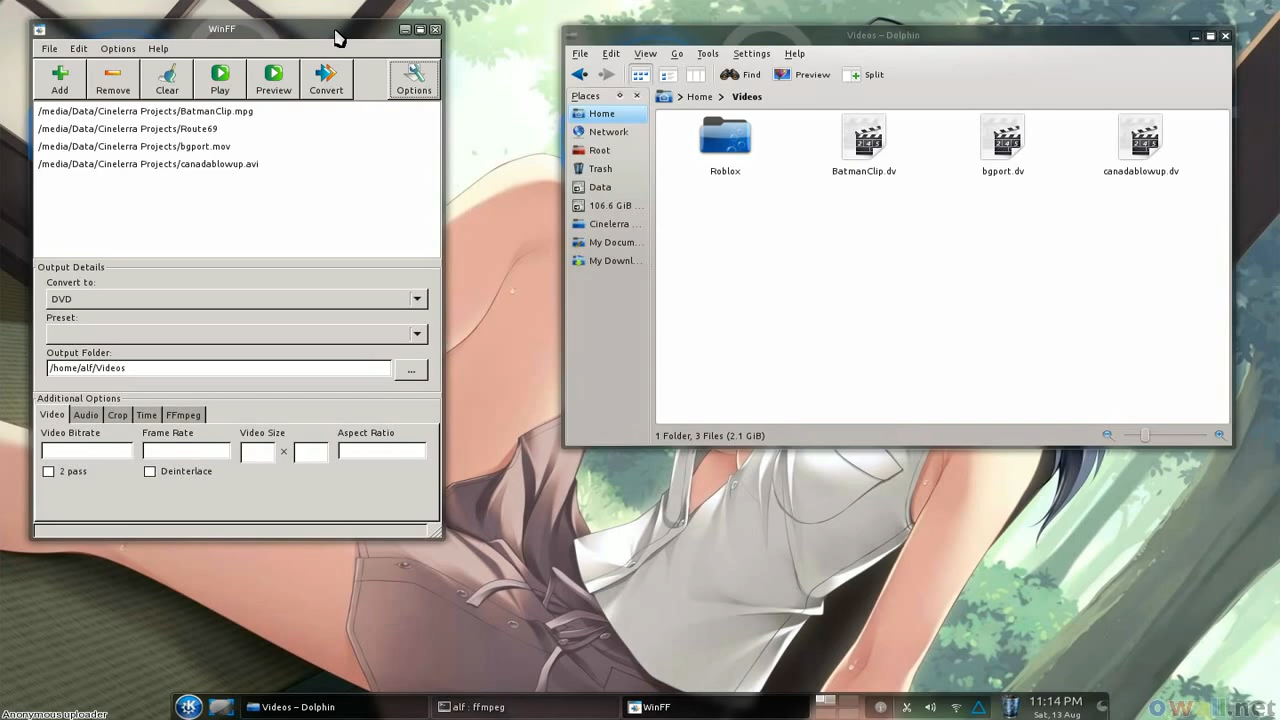 WinFF
File Edit Options Help
Add Remove Clear Play Preview Convert Options
/media/Data/Cinelerra Projects/BatmanClip.mpg
/media/Data/Cinelerra Projects/Route69
/media/Data/Cinelerra Projects/bgport.mov
/media/Data/Cinelerra Projects/canadablowup.avi
Output Details
Convert to:
DVD
Preset:
Output Folder:
/home/alf/Videos
...
Additional Options
Video Audio Crop Time FFmpeg
Video Bitrate Frame Rate Video Size Aspect Ratio
×
2 pass Deinterlace
Videos – Dolphin
File Edit View Go Tools Settings Help
Find Preview Split
Places
> Home > Videos
Home
Network
Root
Trash
Data
106.6 GiB ...
Cinelerra ...
My Docum...
My Downl...
Roblox BatmanClip.dv bgport.dv canadablowup.dv
1 Folder, 3 Files (2.1 GiB)
Anonymous uploader
Videos – Dolphin
alf : ffmpeg
WinFF
11:14 PM
Sat, 13 Aug